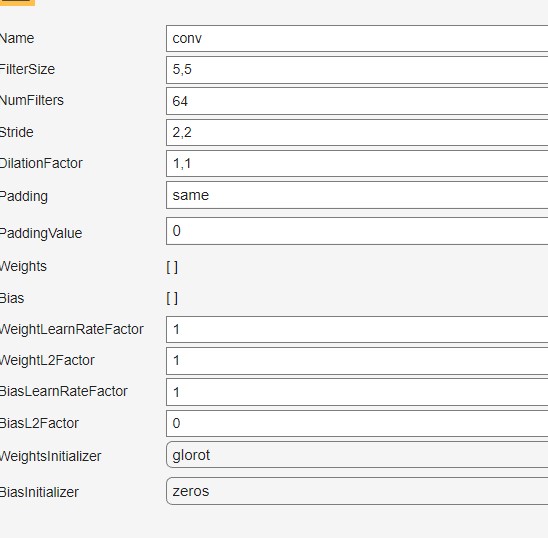 Name conv
FilterSize 5,5
NumFilters 64
Stride 2,2
DilationFactor 1,1
Padding same
PaddingValue 0
Weights [ ]
Bias [ ]
WeightLearnRateFactor 1
WeightL2Factor 1
BiasLearnRateFactor 1
BiasL2Factor 0
WeightsInitializer glorot
BiasInitializer zeros